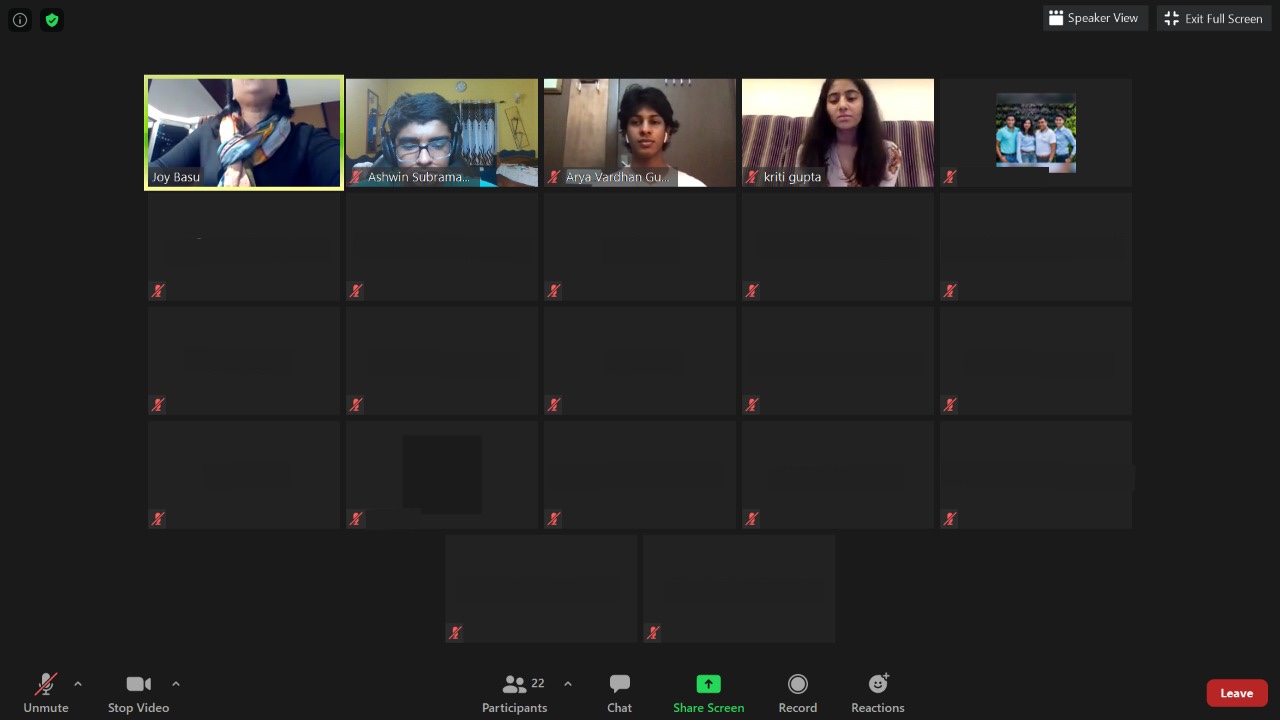 Speaker View
Exit Full Screen
Joy Basu
Ashwin Subrama...
Arya Vardhan Gu...
kriti gupta
Unmute
Stop Video
22
Participants
Chat
Share Screen
Record
Reactions
Leave